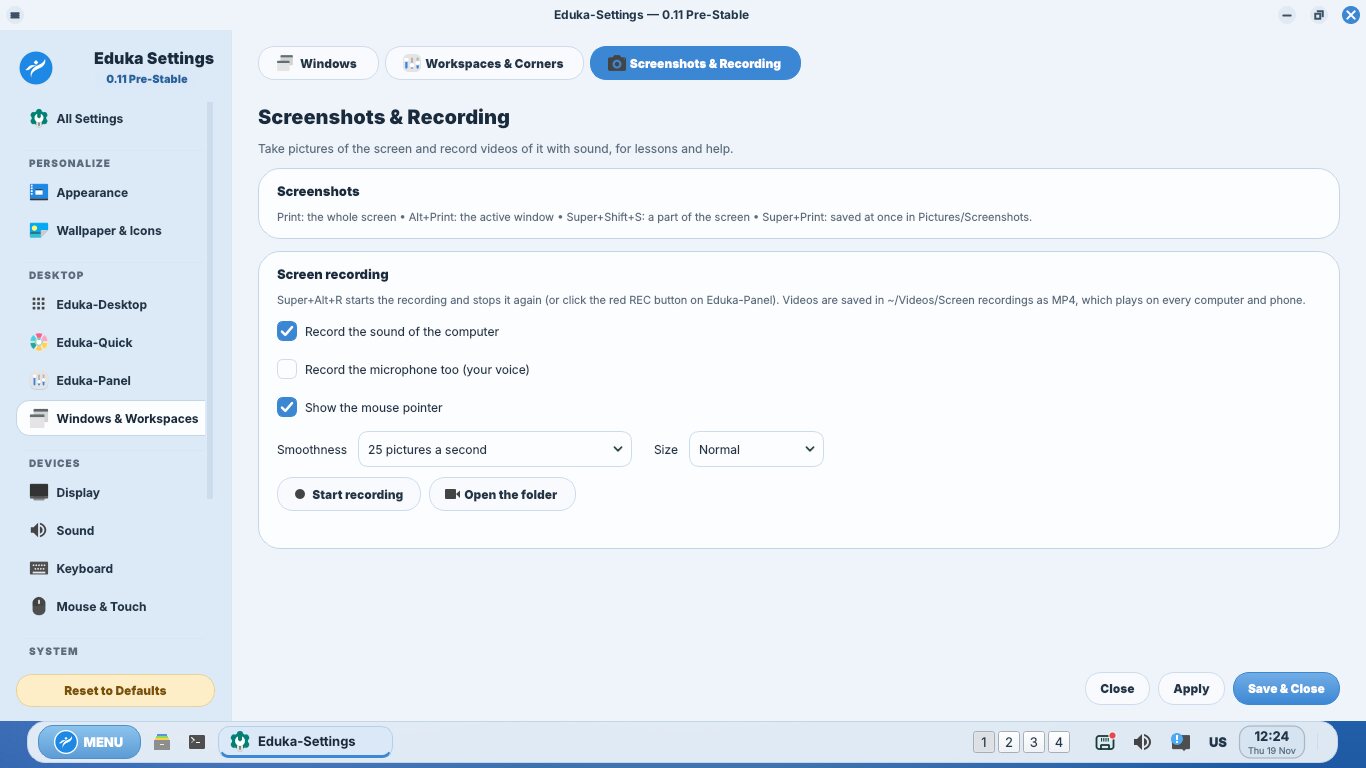 Eduka-Settings — 0.11 Pre-Stable
Eduka Settings
0.11 Pre-Stable
All Settings
PERSONALIZE
Appearance
Wallpaper & Icons
DESKTOP
Eduka-Desktop
Eduka-Quick
Eduka-Panel
Windows & Workspaces
DEVICES
Display
Sound
Keyboard
Mouse & Touch
SYSTEM
Reset to Defaults
Windows
Workspaces & Corners
Screenshots & Recording
Screenshots & Recording
Take pictures of the screen and record videos of it with sound, for lessons and help.
Screenshots
Print: the whole screen • Alt+Print: the active window • Super+Shift+S: a part of the screen • Super+Print: saved at once in Pictures/Screenshots.
Screen recording
Super+Alt+R starts the recording and stops it again (or click the red REC button on Eduka-Panel). Videos are saved in ~/Videos/Screen recordings as MP4, which plays on every computer and phone.
Record the sound of the computer
Record the microphone too (your voice)
Show the mouse pointer
Smoothness 25 pictures a second Size Normal
Start recording Open the folder
Close Apply Save & Close
MENU Eduka-Settings 1 2 3 4 US 12:24
Thu 19 Nov